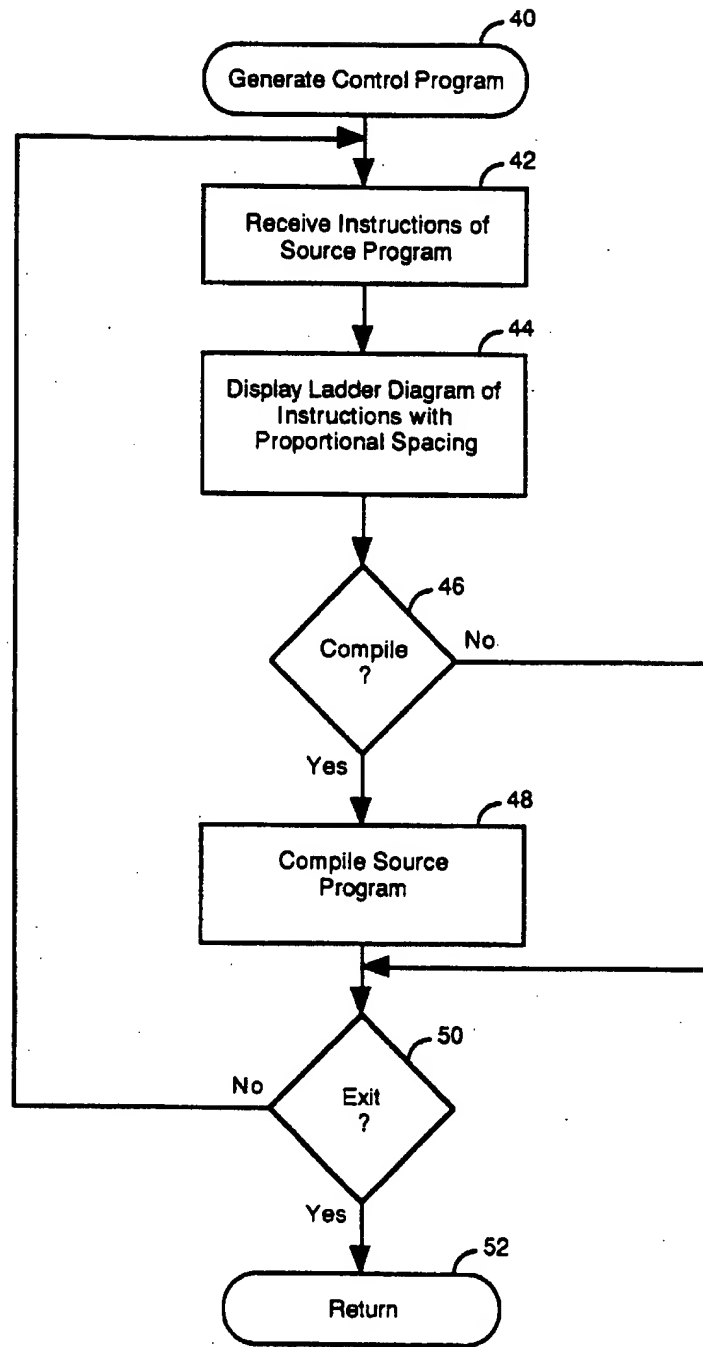 40
Generate Control Program
42
Receive Instructions of
Source Program
44
Display Ladder Diagram of
Instructions with
Proportional Spacing
46
Compile
?
No
Yes
48
Compile Source
Program
50
Exit
?
No
Yes
52
Return